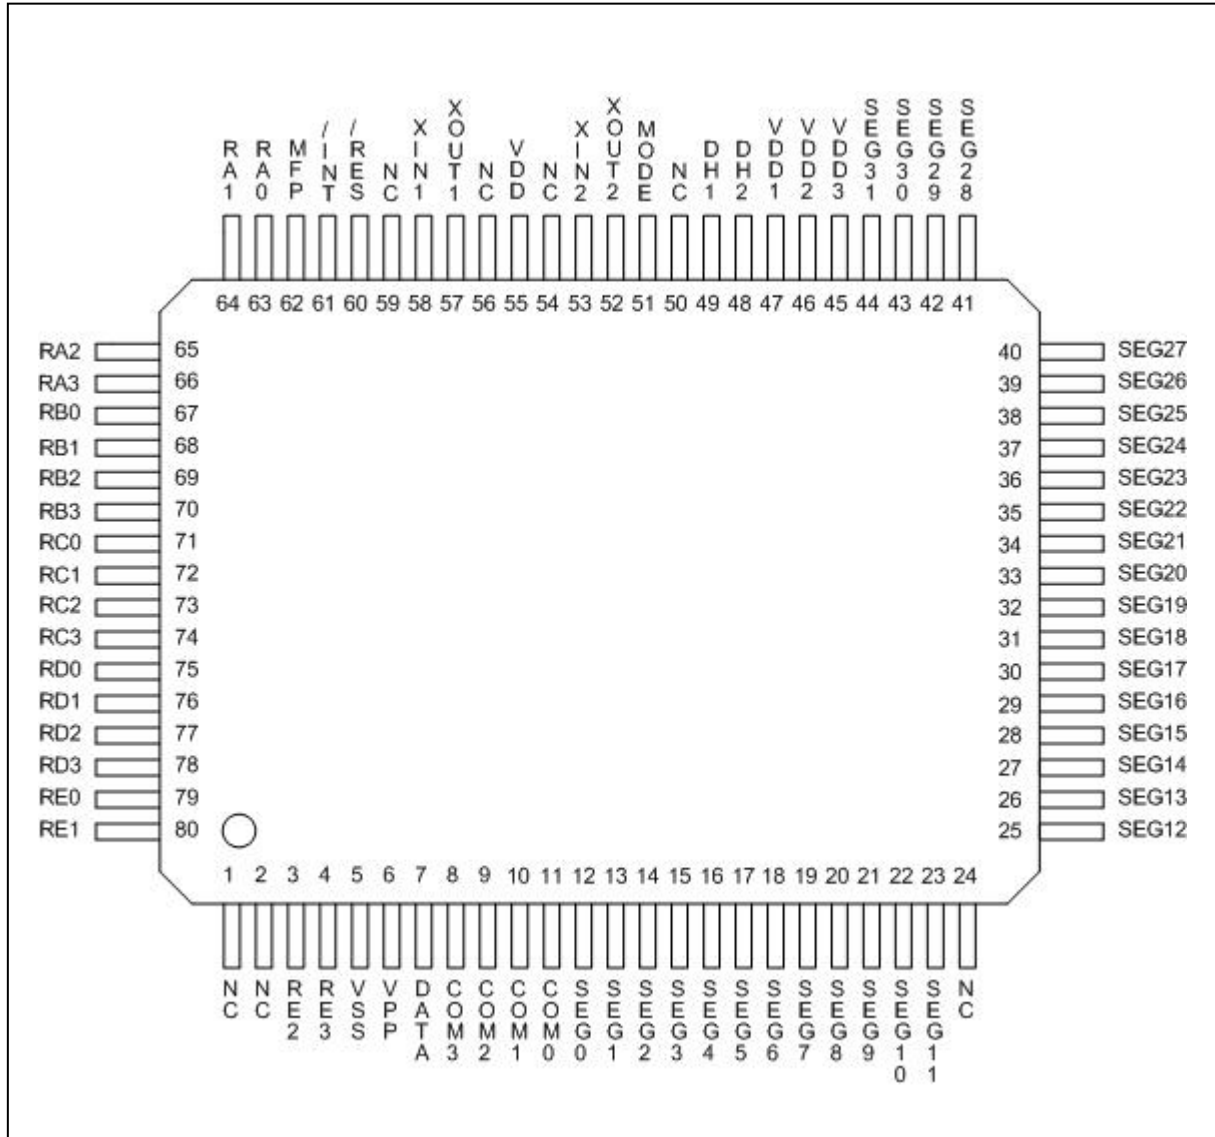 RA1 RA0 MFP /INT /RES NC XIN1 XOUT1 NC VDD NC XIN2 XOUT2 MODE NC DH1 DH2 VDD1 VDD2 VDD3 SEG31 SEG30 SEG29 SEG28
64 63 62 61 60 59 58 57 56 55 54 53 52 51 50 49 48 47 46 45 44 43 42 41
RA2 65 40 SEG27
RA3 66 39 SEG26
RB0 67 38 SEG25
RB1 68 37 SEG24
RB2 69 36 SEG23
RB3 70 35 SEG22
RC0 71 34 SEG21
RC1 72 33 SEG20
RC2 73 32 SEG19
RC3 74 31 SEG18
RD0 75 30 SEG17
RD1 76 29 SEG16
RD2 77 28 SEG15
RD3 78 27 SEG14
RE0 79 26 SEG13
RE1 80 25 SEG12
1 2 3 4 5 6 7 8 9 10 11 12 13 14 15 16 17 18 19 20 21 22 23 24
NC NC RE2 RE3 VSS VPP DATA COM3 COM2 COM1 COM0 SEG0 SEG1 SEG2 SEG3 SEG4 SEG5 SEG6 SEG7 SEG8 SEG9 SEG10 SEG11 NC